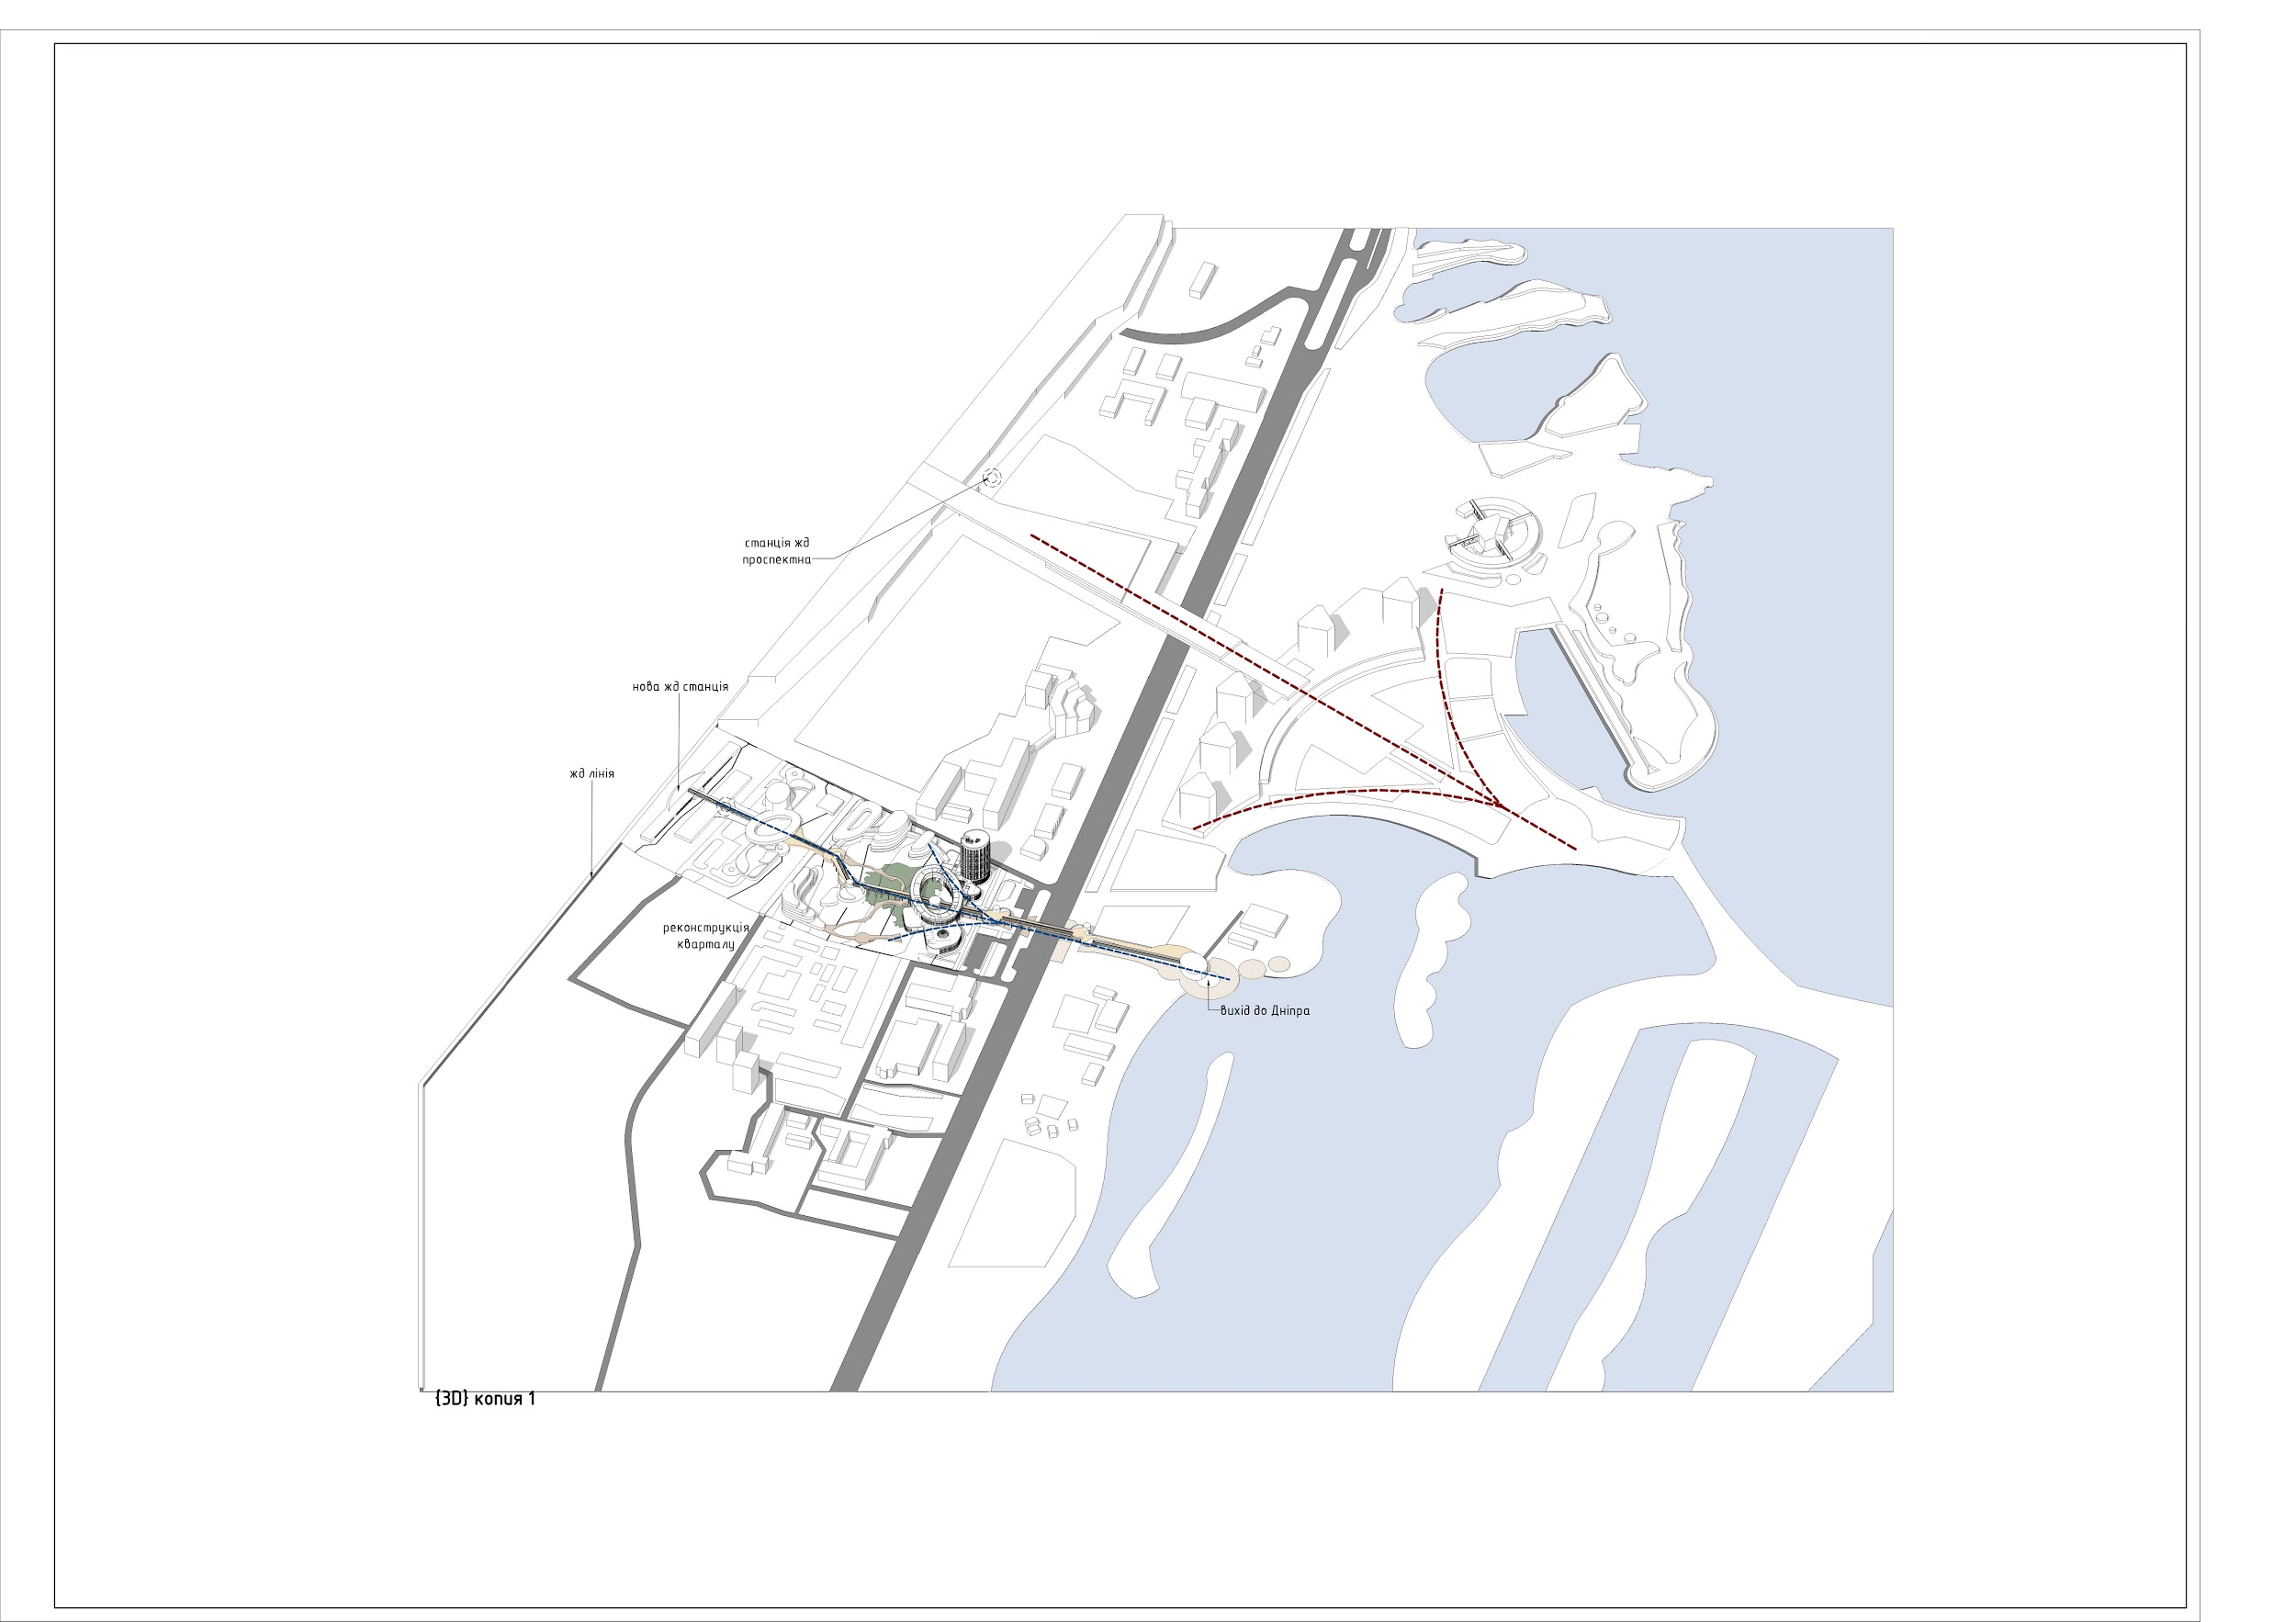 станція жд
проспектна
нова жд станція
жд лінія
реконструкція
кварталу
вихід до Дніпра
{3D} копия 1